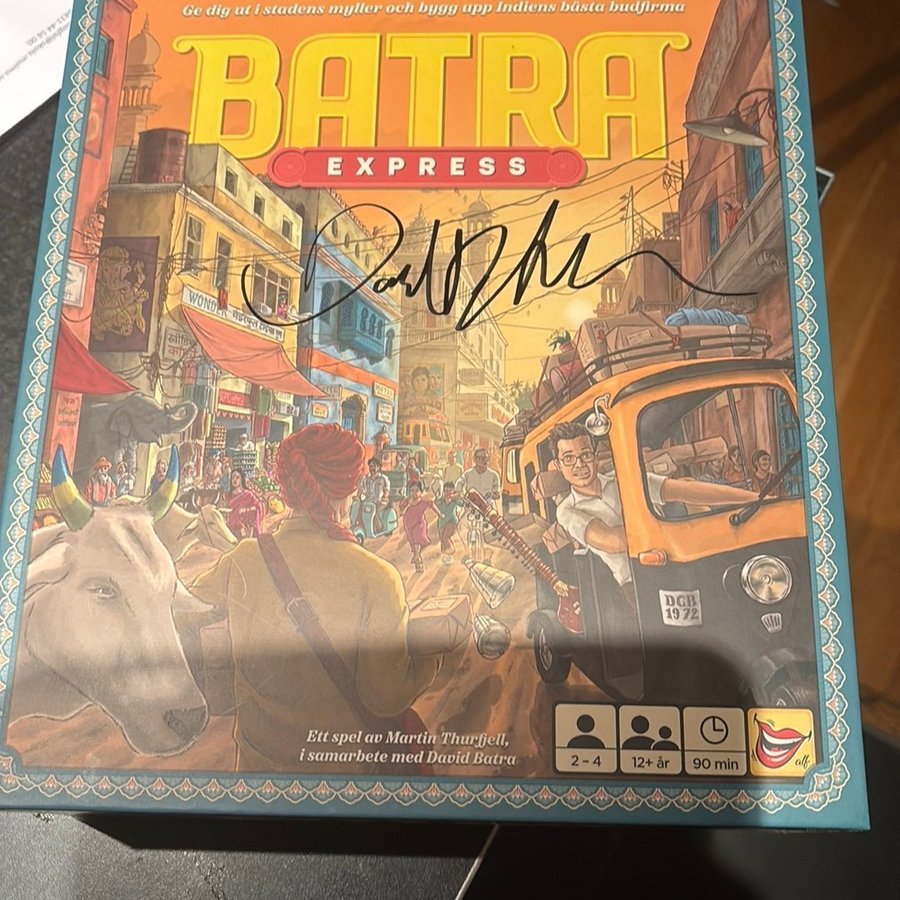 Ge dig ut i stadens myller och bygg upp Indiens bästa budfirma
BATRA
EXPRESS
WONDER
DGB
1972
Ett spel av Martin Thurfjell,
i samarbete med David Batra
2 – 4
12+ år
90 min
alf